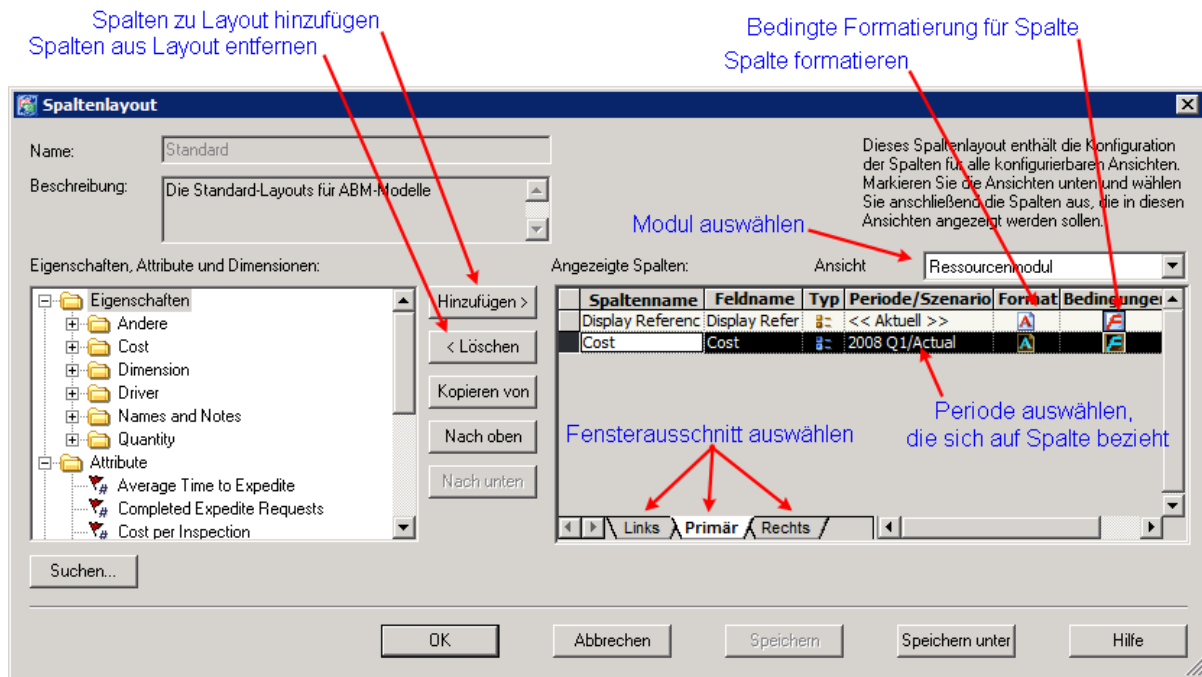 Spalten zu Layout hinzufügen
Spalten aus Layout entfernen
Bedingte Formatierung für Spalte
Spalte formatieren
Spaltenlayout
Name:
Standard
Beschreibung:
Die Standard-Layouts für ABM-Modelle
Dieses Spaltenlayout enthält die Konfiguration
der Spalten für alle konfigurierbaren Ansichten.
Markieren Sie die Ansichten unten und wählen
Sie anschließend die Spalten aus, die in diesen
Ansichten angezeigt werden sollen.
Modul auswählen
Eigenschaften, Attribute und Dimensionen:
Angezeigte Spalten:
Ansicht
Ressourcenmodul
Eigenschaften
Andere
Cost
Dimension
Driver
Names and Notes
Quantity
Attribute
Average Time to Expedite
Completed Expedite Requests
Cost per Inspection
Hinzufügen >
< Löschen
Kopieren von
Nach oben
Nach unten
Spaltenname Feldname Typ Periode/Szenario Format Bedingungen
Display Referenc Display Refer << Aktuell >>
Cost Cost 2008 Q1/Actual
Periode auswählen,
die sich auf Spalte bezieht
Fensterausschnitt auswählen
Links Primär Rechts
Suchen...
OK Abbrechen Speichern Speichern unter Hilfe